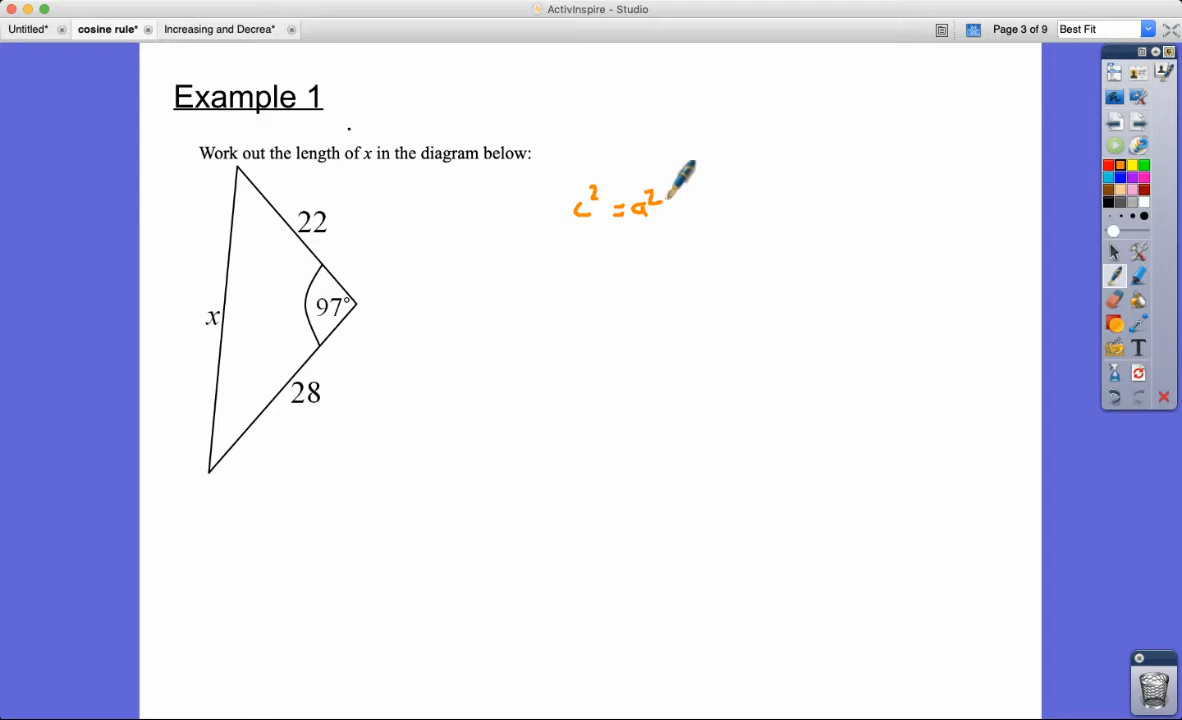 ActivInspire - Studio
Untitled* cosine rule* Increasing and Decrea* Page 3 of 9 Best Fit
Example 1
Work out the length of x in the diagram below:
c² = a²
22
97°
x
28